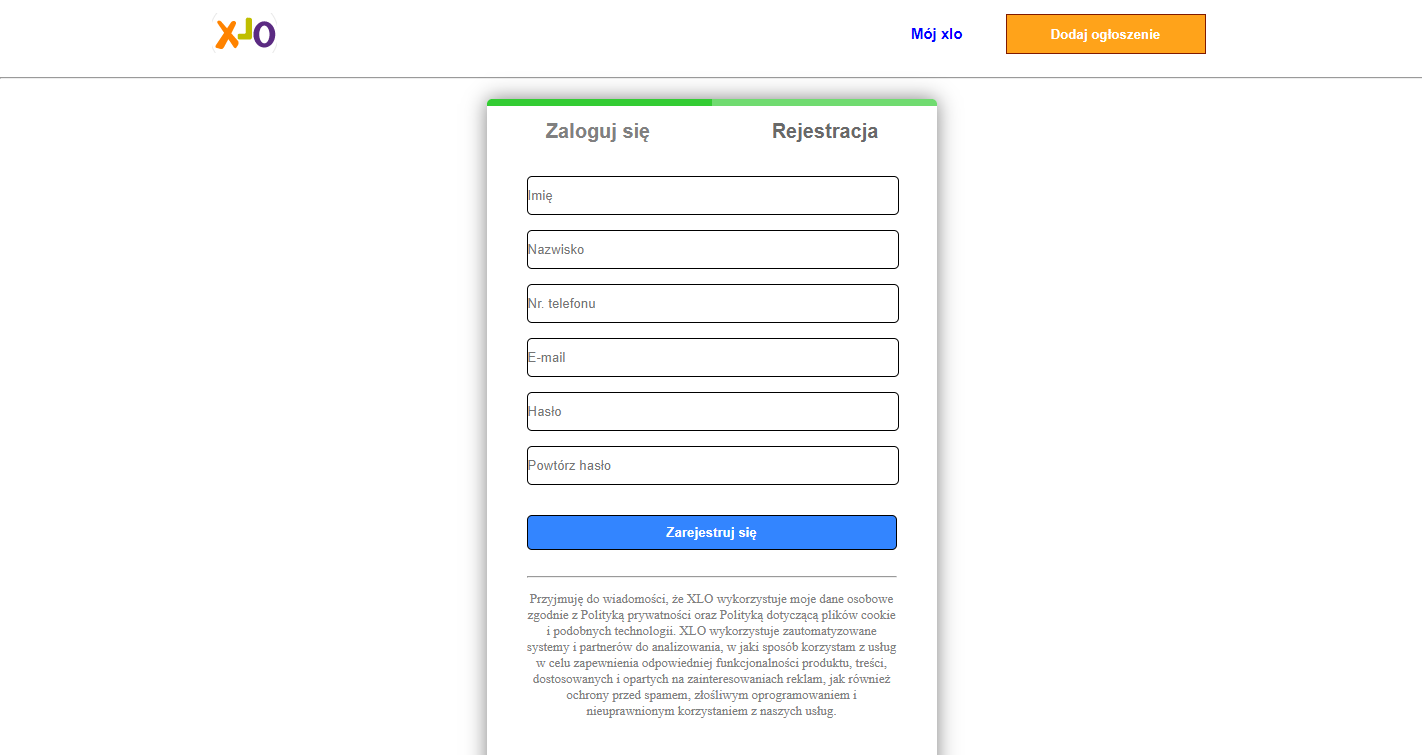 XLO
Mój xlo
Dodaj ogłoszenie
Zaloguj się
Rejestracja
Imię
Nazwisko
Nr. telefonu
E-mail
Hasło
Powtórz hasło
Zarejestruj się
Przyjmuję do wiadomości, że XLO wykorzystuje moje dane osobowe
zgodnie z Polityką prywatności oraz Polityką dotyczącą plików cookie
i podobnych technologii. XLO wykorzystuje zautomatyzowane
systemy i partnerów do analizowania, w jaki sposób korzystam z usług
w celu zapewnienia odpowiedniej funkcjonalności produktu, treści,
dostosowanych i opartych na zainteresowaniach reklam, jak również
ochrony przed spamem, złośliwym oprogramowaniem i
nieuprawnionym korzystaniem z naszych usług.